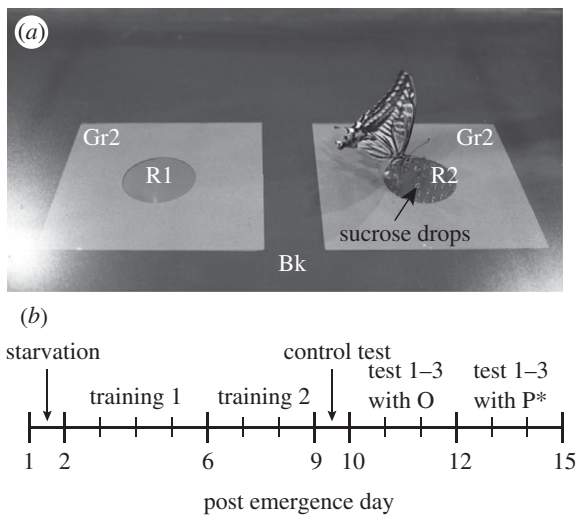 (a)
Gr2
Gr2
R1
R2
sucrose drops
Bk
(b)
starvation
control test
test 1–3
with O
test 1–3
with P*
training 1
training 2
1 2 6 9 10 12 15
post emergence day